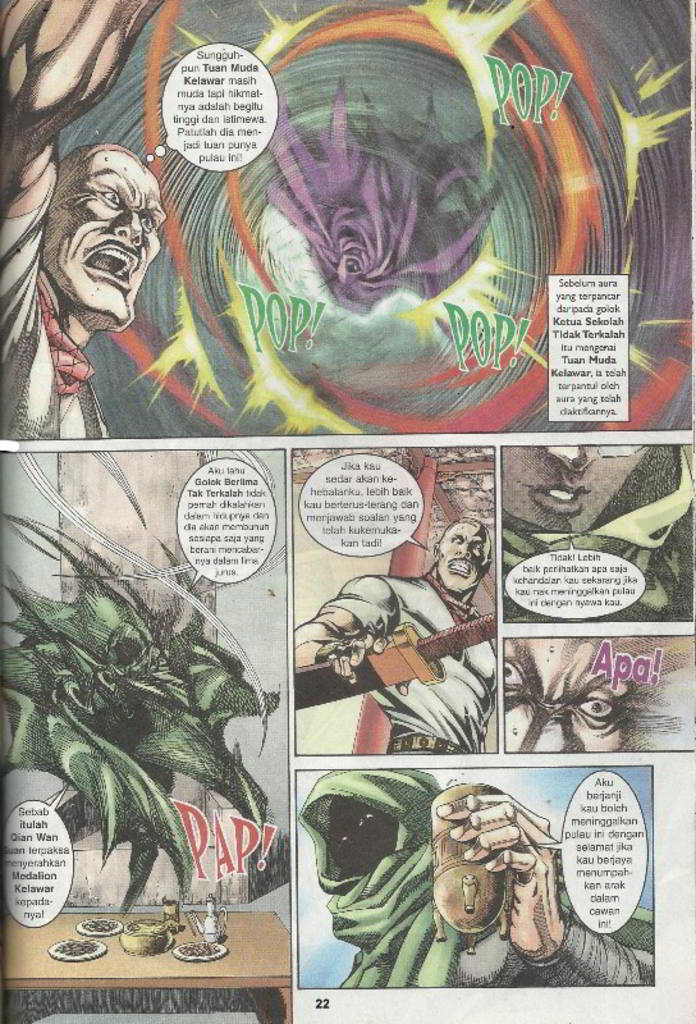 Sungguh-
pun Tuan Muda
Kelawar masih
muda tapi hikmat-
nya adalah begitu
tinggi dan istimewa.
Patutlah dia men-
jadi tuan punya
pulau ini!
POP!
POP!
POP!
Sebelum aura
yang terpancar
daripada golok
Ketua Sekolah
Tidak Terkalah
itu mengenai
Tuan Muda
Kelawar, ia telah
terpantul oleh
aura yang telah
diaktifkannya.
Aku tahu
Golok Berlima
Tak Terkalah tidak
pernah dikalahkan
dalam hidupnya dan
dia akan membunuh
sesiapa saja yang
berani mencabar-
nya dalam lima
jurus.
PAP!
Sebab
itulah
Qian Wan
Guan terpaksa
menyerahkan
Medalion
Kelawar
kepada-
nya!
Jika kau
sedar akan ke-
hebatanku, lebih baik
kau berterus-terang dan
menjawab soalan yang
telah kukemuka-
kan tadi!
Tidak! Lebih
baik perlihatkan apa saja
kehandalan kau sekarang jika
kau nak meninggalkan pulau
ini dengan nyawa kau.
Apa!
Aku
berjanji
kau boleh
meninggalkan
pulau ini dengan
selamat jika
kau berjaya
menumpah-
kan arak
dalam
cawan
ini!
22